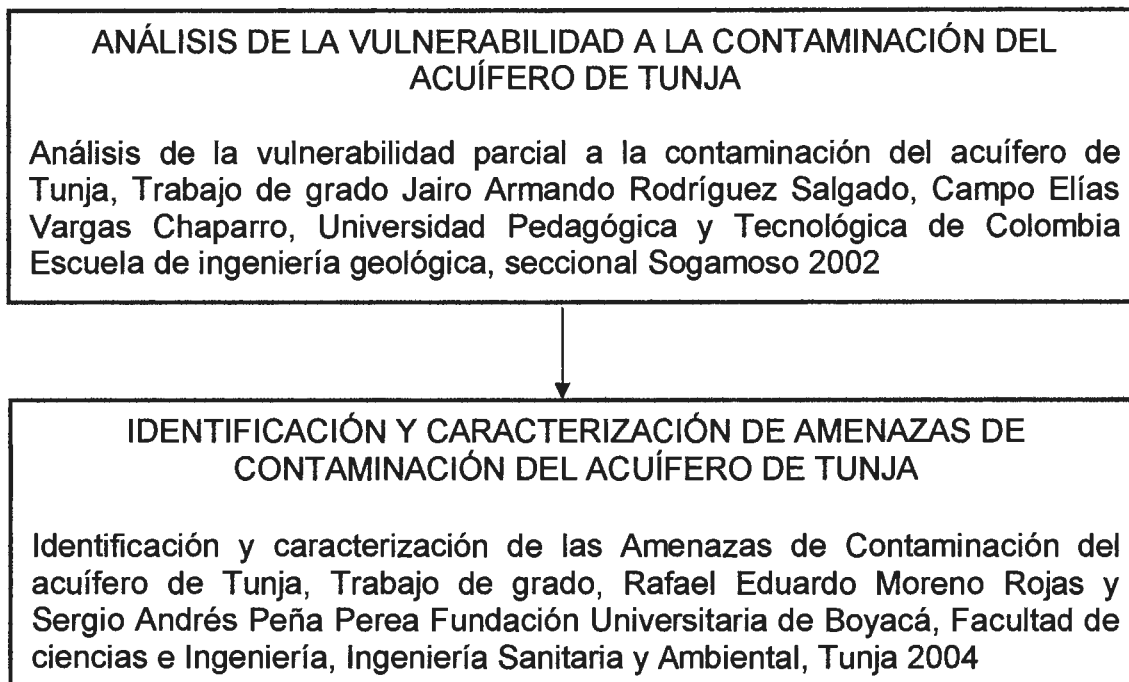 ANÁLISIS DE LA VULNERABILIDAD A LA CONTAMINACIÓN DEL
ACUÍFERO DE TUNJA
Análisis de la vulnerabilidad parcial a la contaminación del acuífero de
Tunja, Trabajo de grado Jairo Armando Rodríguez Salgado, Campo Elías
Vargas Chaparro, Universidad Pedagógica y Tecnológica de Colombia
Escuela de ingeniería geológica, seccional Sogamoso 2002
IDENTIFICACIÓN Y CARACTERIZACIÓN DE AMENAZAS DE
CONTAMINACIÓN DEL ACUÍFERO DE TUNJA
Identificación y caracterización de las Amenazas de Contaminación del
acuífero de Tunja, Trabajo de grado, Rafael Eduardo Moreno Rojas y
Sergio Andrés Peña Perea Fundación Universitaria de Boyacá, Facultad de
ciencias e Ingeniería, Ingeniería Sanitaria y Ambiental, Tunja 2004